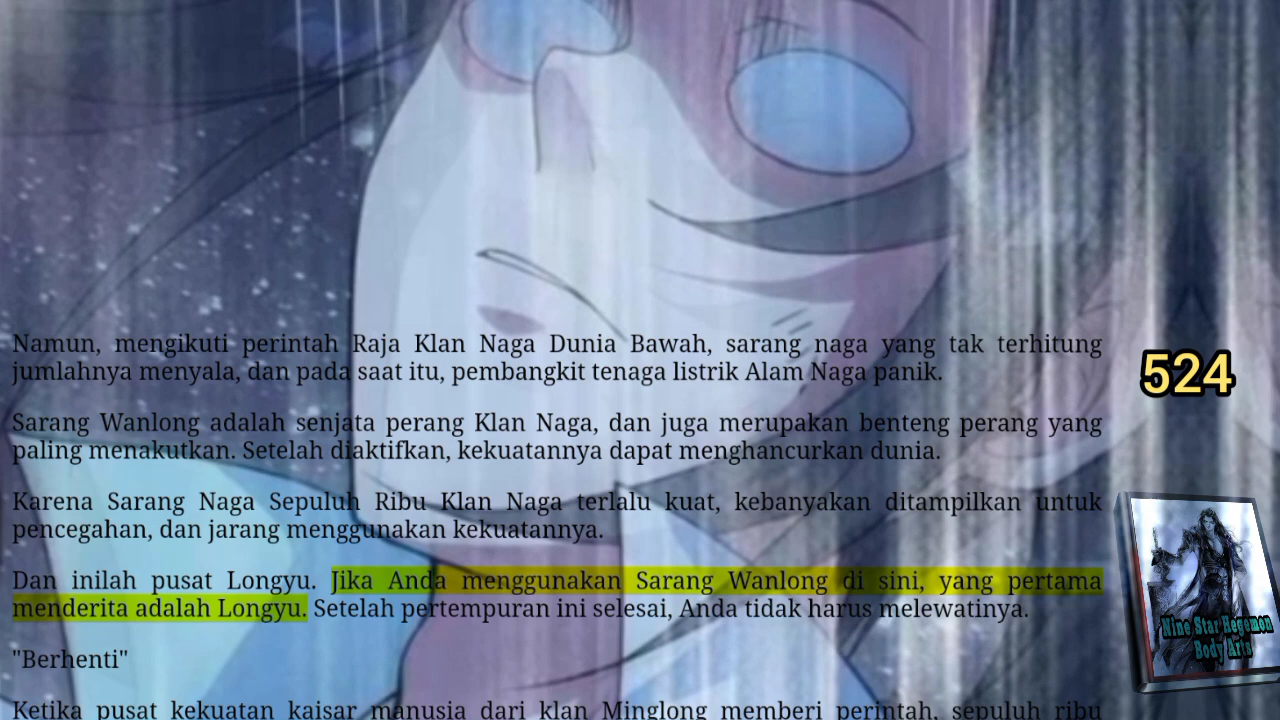 Namun, mengikuti perintah Raja Klan Naga Dunia Bawah, sarang naga yang tak terhitung
jumlahnya menyala, dan pada saat itu, pembangkit tenaga listrik Alam Naga panik.
Sarang Wanlong adalah senjata perang Klan Naga, dan juga merupakan benteng perang yang
paling menakutkan. Setelah diaktifkan, kekuatannya dapat menghancurkan dunia.
Karena Sarang Naga Sepuluh Ribu Klan Naga terlalu kuat, kebanyakan ditampilkan untuk
pencegahan, dan jarang menggunakan kekuatannya.
Dan inilah pusat Longyu. Jika Anda menggunakan Sarang Wanlong di sini, yang pertama
menderita adalah Longyu. Setelah pertempuran ini selesai, Anda tidak harus melewatinya.
"Berhenti"
Ketika pusat kekuatan kaisar manusia dari klan Minglong memberi perintah, sepuluh ribu
524
Nine Star Hegemon
Body Arts